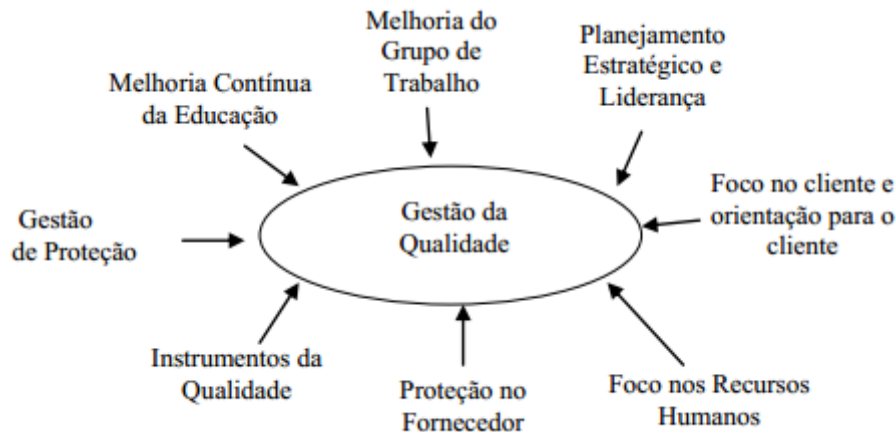 Melhoria do
Grupo de
Trabalho
Planejamento
Estratégico e
Liderança
Melhoria Contínua
da Educação
Foco no cliente e
orientação para o
cliente
Gestão
de Proteção
Gestão da
Qualidade
Instrumentos da
Qualidade
Proteção no
Fornecedor
Foco nos Recursos
Humanos